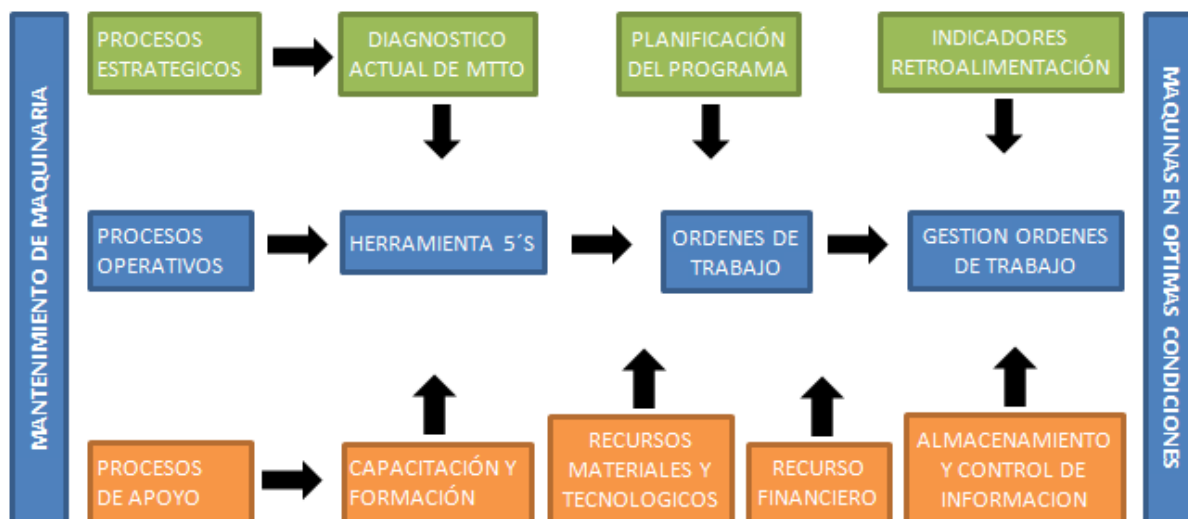 MANTENIMIENTO DE MAQUINARIA
PROCESOS
ESTRATEGICOS
DIAGNOSTICO
ACTUAL DE MTTO
PLANIFICACIÓN
DEL PROGRAMA
INDICADORES
RETROALIMENTACIÓN
PROCESOS
OPERATIVOS
HERRAMIENTA 5´S
ORDENES DE
TRABAJO
GESTION ORDENES
DE TRABAJO
PROCESOS
DE APOYO
CAPACITACIÓN Y
FORMACIÓN
RECURSOS
MATERIALES Y
TECNOLOGICOS
RECURSO
FINANCIERO
ALMACENAMIENTO
Y CONTROL DE
INFORMACION
MAQUINAS EN OPTIMAS CONDICIONES